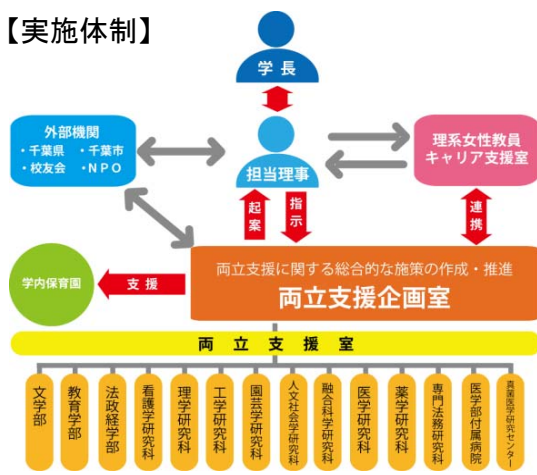 【実施体制】
学長
外部機関
・千葉県 ・千葉市
・校友会 ・NPO
担当理事
理系女性教員
キャリア支援室
起案
指示
連携
学内保育園
支援
両立支援に関する総合的な施策の作成・推進
両立支援企画室
両立支援室
文学部
教育学部
法政経学部
看護学研究科
理学研究科
工学研究科
園芸学研究科
人文社会学研究科
融合科学研究科
医学研究科
薬学研究科
専門法務研究科
医学部付属病院
真菌医学研究センター